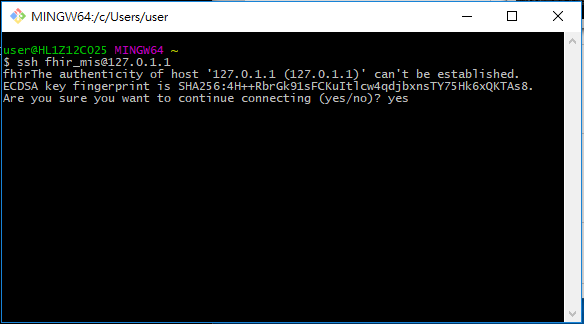 MINGW64:/c/Users/user
user@HL1Z12C025 MINGW64 ~
$ ssh fhir_mis@127.0.1.1
fhirThe authenticity of host '127.0.1.1 (127.0.1.1)' can't be established.
ECDSA key fingerprint is SHA256:4H++RbrGk91sFCKuItlcw4qdjbxnsTY75Hk6xQKTAs8.
Are you sure you want to continue connecting (yes/no)? yes